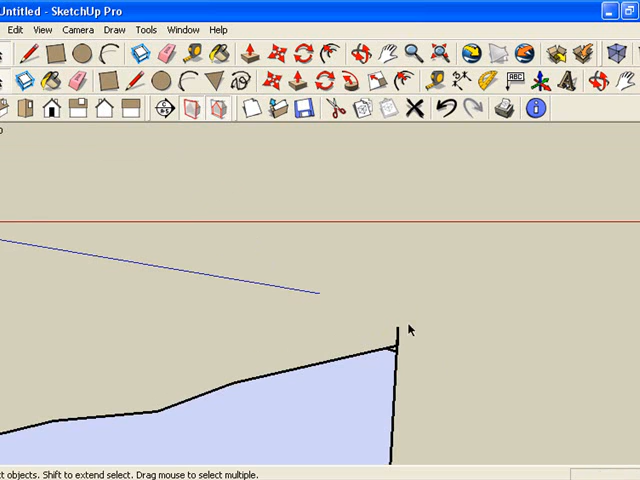 Untitled - SketchUp Pro
Edit View Camera Draw Tools Window Help
ABC
C
ct objects. Shift to extend select. Drag mouse to select multiple.